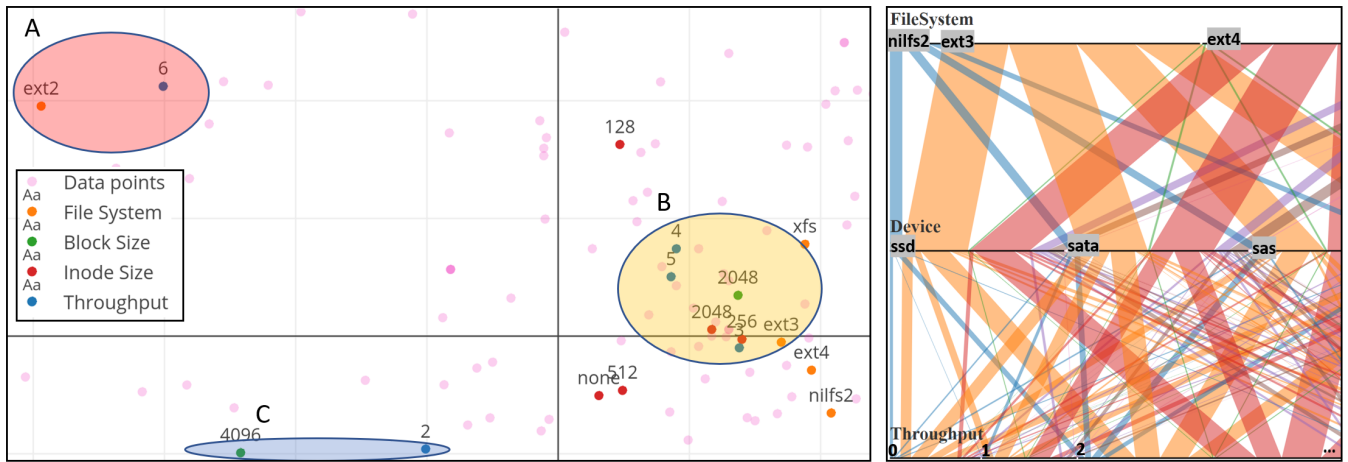 A
ext2
6
Aa
Data points
Aa
File System
Aa
Block Size
Aa
Inode Size
Throughput
128
B
xfs
4
5
2048
2048
256
3
ext3
ext4
none
512
nilfs2
C
4096
2
FileSystem
nilfs2
ext3
ext4
Device
ssd
sata
sas
Throughput
0
1
2
...